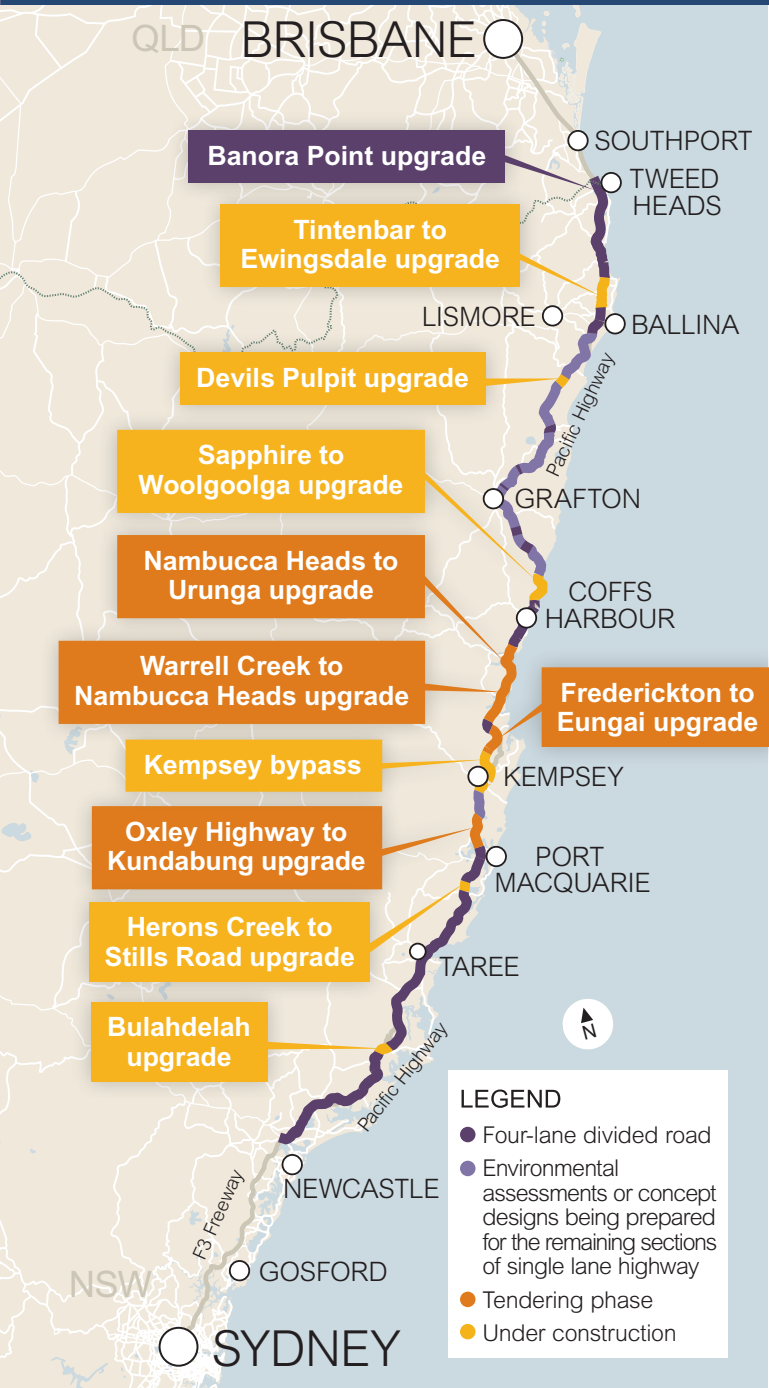 QLD
BRISBANE
SOUTHPORT
Banora Point upgrade
TWEED
HEADS
Tintenbar to
Ewingsdale upgrade
LISMORE
BALLINA
Devils Pulpit upgrade
Pacific Highway
Sapphire to
Woolgoolga upgrade
GRAFTON
Nambucca Heads to
Urunga upgrade
COFFS
HARBOUR
Warrell Creek to
Nambucca Heads upgrade
Frederickton to
Eungai upgrade
Kempsey bypass
KEMPSEY
Oxley Highway to
Kundabung upgrade
PORT
MACQUARIE
Herons Creek to
Stills Road upgrade
TAREE
Bulahdelah
upgrade
N
Pacific Highway
LEGEND
Four-lane divided road
Environmental
assessments or concept
designs being prepared
for the remaining sections
of single lane highway
Tendering phase
Under construction
NEWCASTLE
F3 Freeway
GOSFORD
NSW
SYDNEY